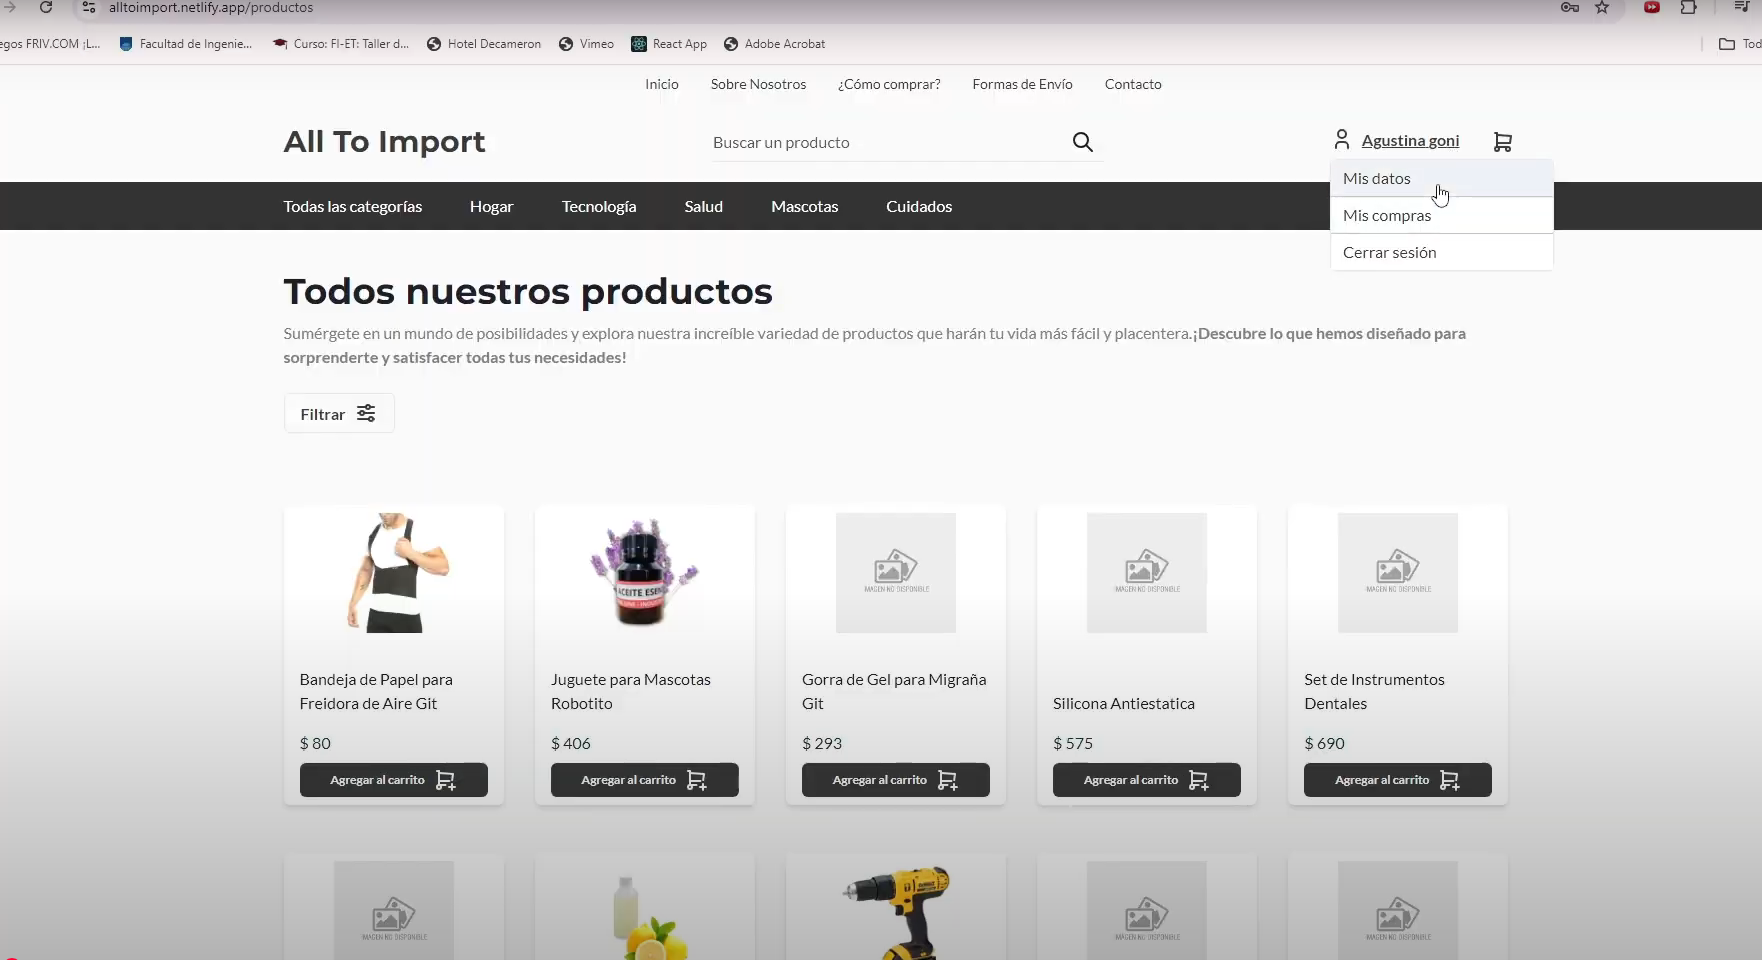 alltoimport.netlify.app/productos
egos FRIV.COM ¡L...
Facultad de Ingenie...
Curso: FI-ET: Taller d...
Hotel Decameron
Vimeo
React App
Adobe Acrobat
Tod
Inicio
Sobre Nosotros
¿Cómo comprar?
Formas de Envío
Contacto
All To Import
Buscar un producto
Agustina goni
Mis datos
Mis compras
Cerrar sesión
Todas las categorías
Hogar
Tecnología
Salud
Mascotas
Cuidados
Todos nuestros productos
Sumérgete en un mundo de posibilidades y explora nuestra increíble variedad de productos que harán tu vida más fácil y placentera.¡Descubre lo que hemos diseñado para
sorprenderte y satisfacer todas tus necesidades!
Filtrar
ACEITE ESEN
IMAGEN NO DISPONIBLE
IMAGEN NO DISPONIBLE
IMAGEN NO DISPONIBLE
Bandeja de Papel para
Freidora de Aire Git
$ 80
Agregar al carrito
Juguete para Mascotas
Robotito
$ 406
Agregar al carrito
Gorra de Gel para Migraña
Git
$ 293
Agregar al carrito
Silicona Antiestatica
$ 575
Agregar al carrito
Set de Instrumentos
Dentales
$ 690
Agregar al carrito
IMAGEN NO DISPONIBLE
IMAGEN NO DISPONIBLE
IMAGEN NO DISPONIBLE